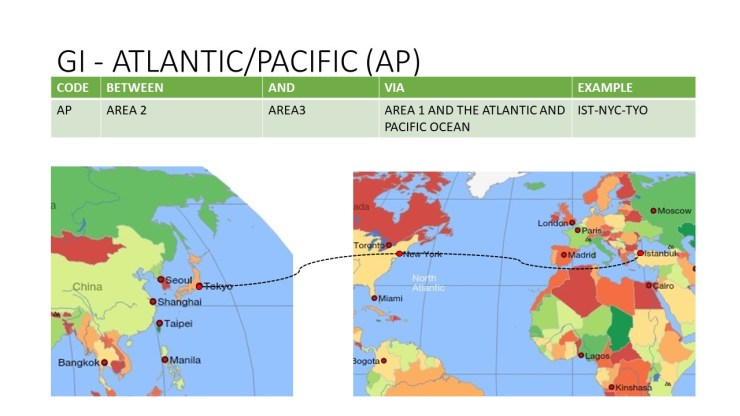 GI - ATLANTIC/PACIFIC (AP)
CODE BETWEEN AND VIA EXAMPLE
AP AREA 2 AREA3 AREA 1 AND THE ATLANTIC AND IST-NYC-TYO
PACIFIC OCEAN
a
China
Seoul
Tokyo
Shanghai
Taipei
Bangkok
Manila
ada
Toronto
New York
North
Atlantic
Miami
Bogota
London
Paris
Madrid
Moscow
Istanbul
Cairo
Lagos
Kinshasa